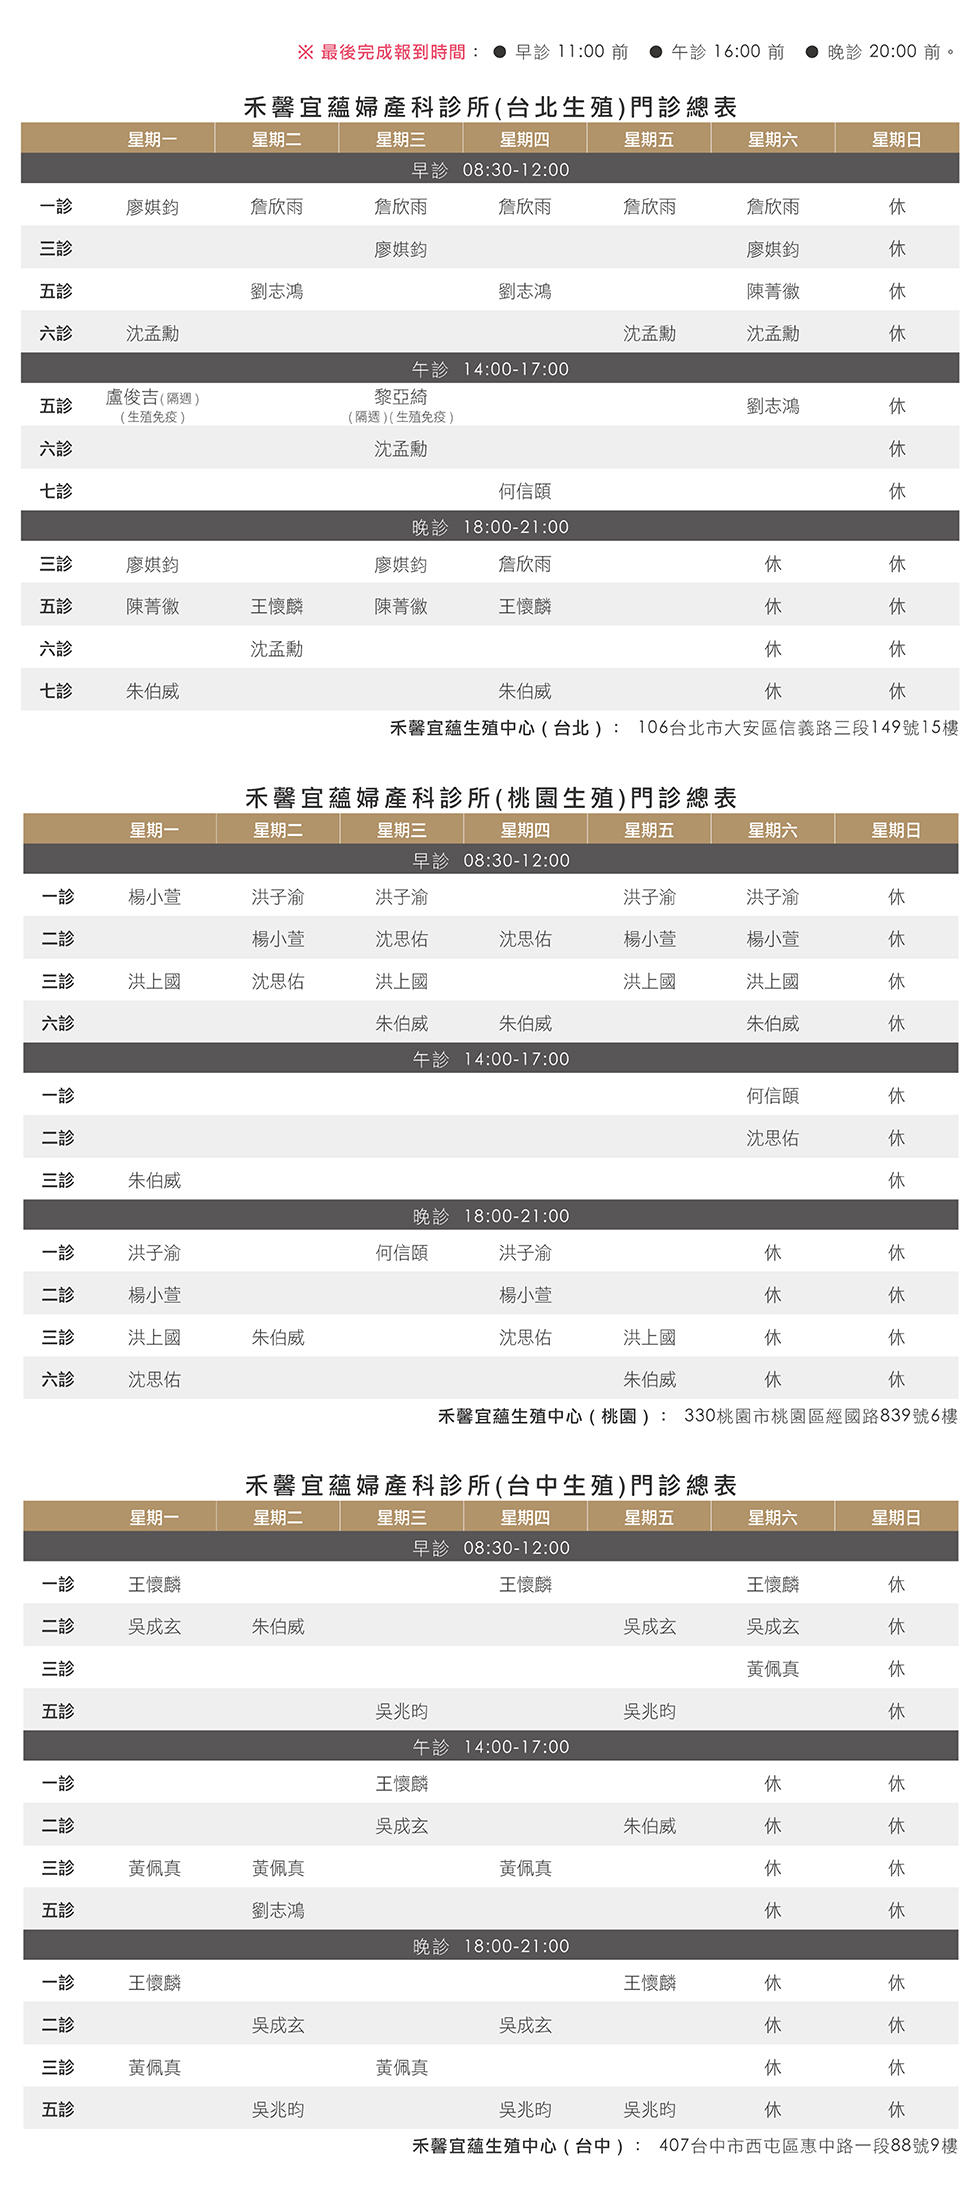 ※ 最後完成報到時間： ● 早診 11:00 前 ● 午診 16:00 前 ● 晚診 20:00 前。
禾馨宜蘊婦產科診所(台北生殖)門診總表
星期一 星期二 星期三 星期四 星期五 星期六 星期日
早診 08:30-12:00
一診 廖娸鈞 詹欣雨 詹欣雨 詹欣雨 詹欣雨 詹欣雨 休
三診 廖娸鈞 廖娸鈞 休
五診 劉志鴻 劉志鴻 陳菁徽 休
六診 沈孟勳 沈孟勳 沈孟勳 休
午診 14:00-17:00
五診 盧俊吉(隔週) 黎亞綺 劉志鴻 休
(生殖免疫) (隔週)(生殖免疫)
六診 沈孟勳 休
七診 何信頤 休
晚診 18:00-21:00
三診 廖娸鈞 廖娸鈞 詹欣雨 休 休
五診 陳菁徽 王懷麟 陳菁徽 王懷麟 休 休
六診 沈孟勳 休 休
七診 朱伯威 朱伯威 休 休
禾馨宜蘊生殖中心(台北)： 106台北市大安區信義路三段149號15樓
禾馨宜蘊婦產科診所(桃園生殖)門診總表
星期一 星期二 星期三 星期四 星期五 星期六 星期日
早診 08:30-12:00
一診 楊小萱 洪子渝 洪子渝 洪子渝 洪子渝 休
二診 楊小萱 沈思佑 沈思佑 楊小萱 楊小萱 休
三診 洪上國 沈思佑 洪上國 洪上國 洪上國 休
六診 朱伯威 朱伯威 朱伯威 休
午診 14:00-17:00
一診 何信頤 休
二診 沈思佑 休
三診 朱伯威 休
晚診 18:00-21:00
一診 洪子渝 何信頤 洪子渝 休 休
二診 楊小萱 楊小萱 休 休
三診 洪上國 朱伯威 沈思佑 洪上國 休 休
六診 沈思佑 朱伯威 休 休
禾馨宜蘊生殖中心(桃園)： 330桃園市桃園區經國路839號6樓
禾馨宜蘊婦產科診所(台中生殖)門診總表
星期一 星期二 星期三 星期四 星期五 星期六 星期日
早診 08:30-12:00
一診 王懷麟 王懷麟 王懷麟 休
二診 吳成玄 朱伯威 吳成玄 吳成玄 休
三診 黃佩真 休
五診 吳兆昀 吳兆昀 休
午診 14:00-17:00
一診 王懷麟 休 休
二診 吳成玄 朱伯威 休 休
三診 黃佩真 黃佩真 黃佩真 休 休
五診 劉志鴻 休 休
晚診 18:00-21:00
一診 王懷麟 王懷麟 休 休
二診 吳成玄 吳成玄 休 休
三診 黃佩真 黃佩真 休 休
五診 吳兆昀 吳兆昀 吳兆昀 休 休
禾馨宜蘊生殖中心(台中)： 407台中市西屯區惠中路一段88號9樓